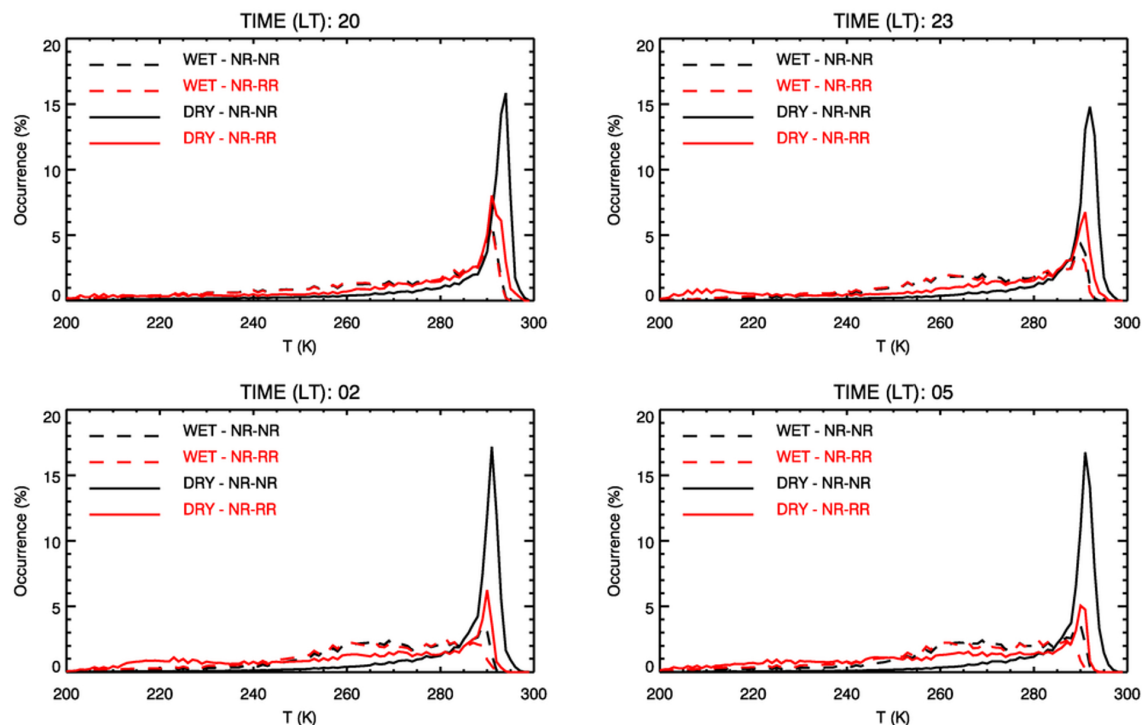 TIME (LT): 20
20
15
10
5
0
Occurrence (%)
WET - NR-NR
WET - NR-RR
DRY - NR-NR
DRY - NR-RR
200 220 240 260 280 300
T (K)
TIME (LT): 23
20
15
10
5
0
Occurrence (%)
WET - NR-NR
WET - NR-RR
DRY - NR-NR
DRY - NR-RR
200 220 240 260 280 300
T (K)
TIME (LT): 02
20
15
10
5
0
Occurrence (%)
WET - NR-NR
WET - NR-RR
DRY - NR-NR
DRY - NR-RR
200 220 240 260 280 300
T (K)
TIME (LT): 05
20
15
10
5
0
Occurrence (%)
WET - NR-NR
WET - NR-RR
DRY - NR-NR
DRY - NR-RR
200 220 240 260 280 300
T (K)